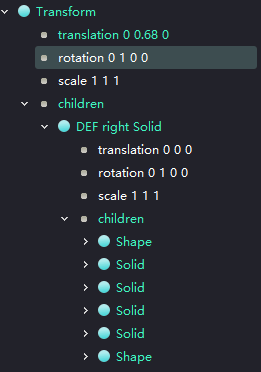 Transform
translation 0 0.68 0
rotation 0 1 0 0
scale 1 1 1
children
DEF right Solid
translation 0 0 0
rotation 0 1 0 0
scale 1 1 1
children
Shape
Solid
Solid
Solid
Solid
Shape